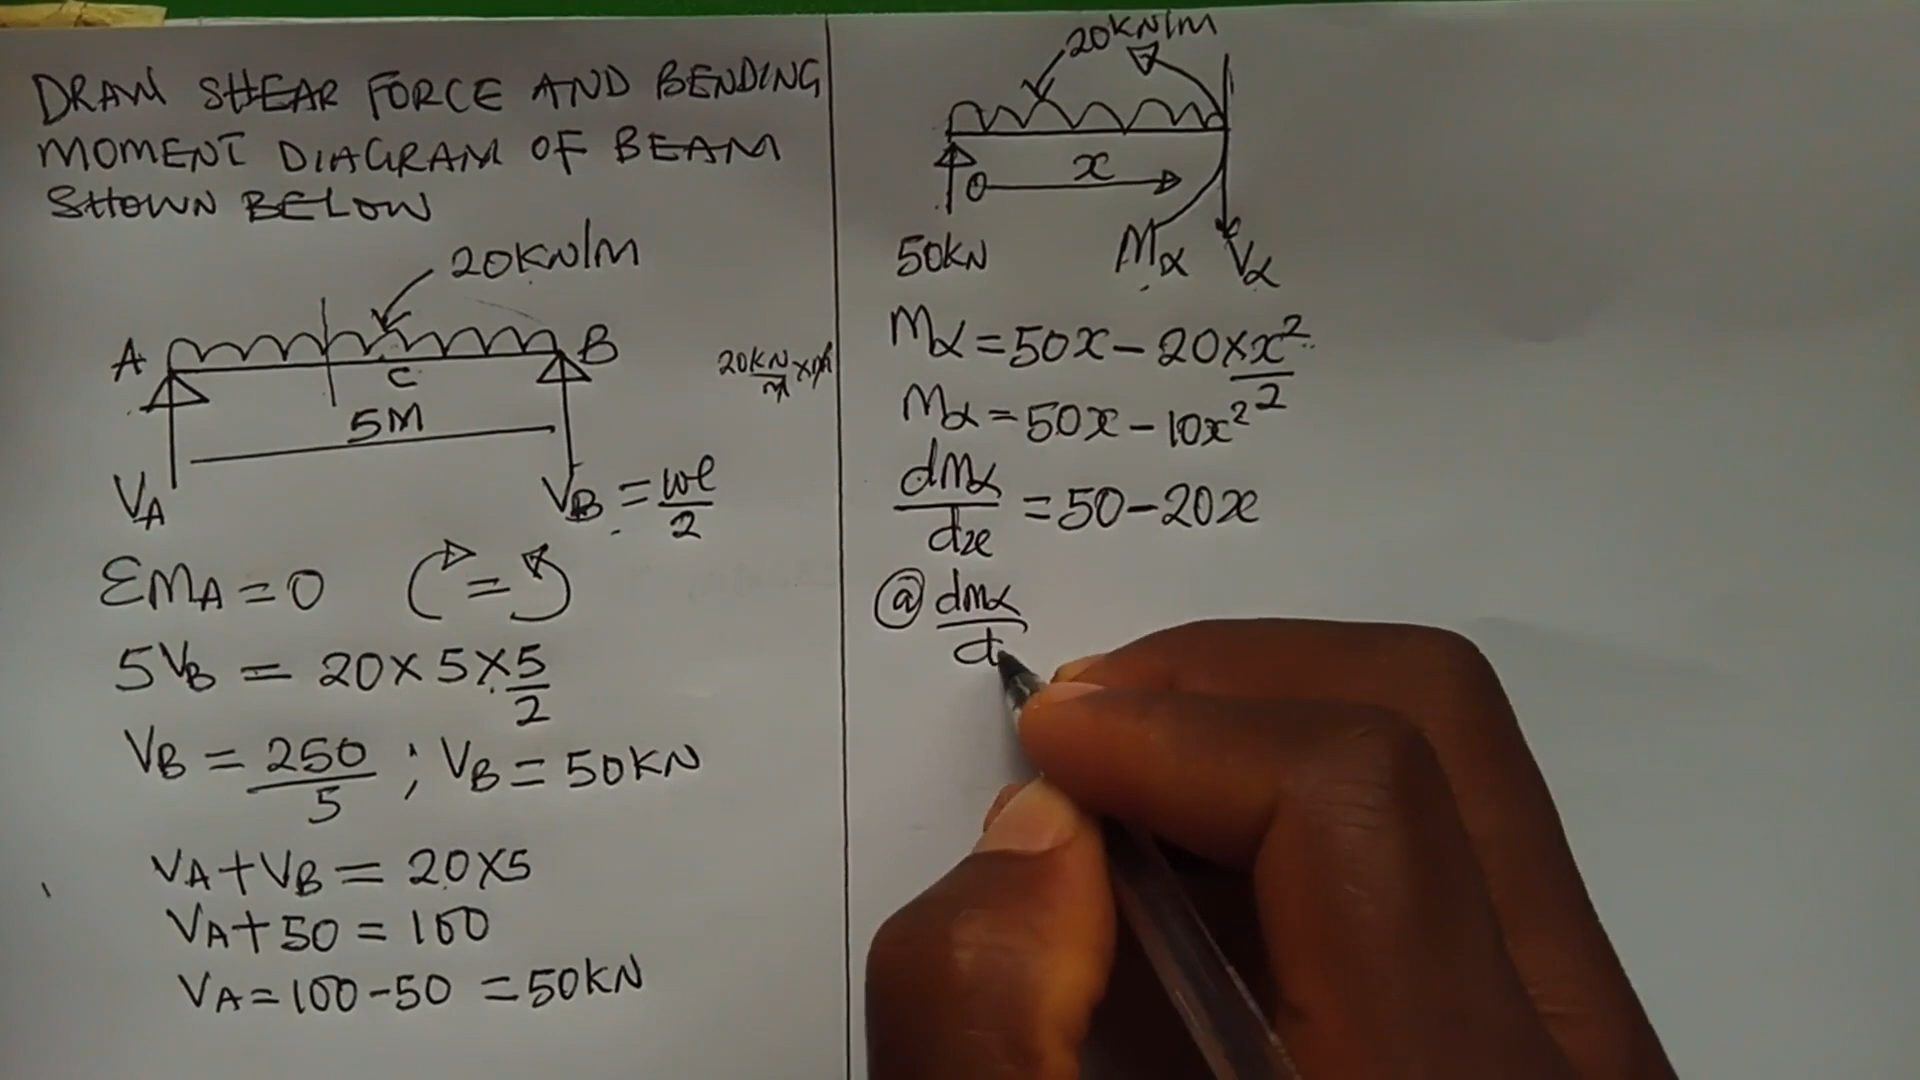 DRAW SHEAR FORCE AND BENDING
MOMENT DIAGRAM OF BEAM
SHOWN BELOW
20KN/M
A B
C
5M
VA VB = wl/2
20KN/M × M
ΣMA = 0 ( = )
5VB = 20 × 5 × 5/2
VB = 250/5 ; VB = 50KN
VA + VB = 20×5
VA + 50 = 100
VA = 100 - 50 = 50KN
20KN/M
O x
50KN Mx Vx
Mx = 50x - 20 × x²/2
Mx = 50x - 10x²
dMx/dx = 50 - 20x
@ dMx/d